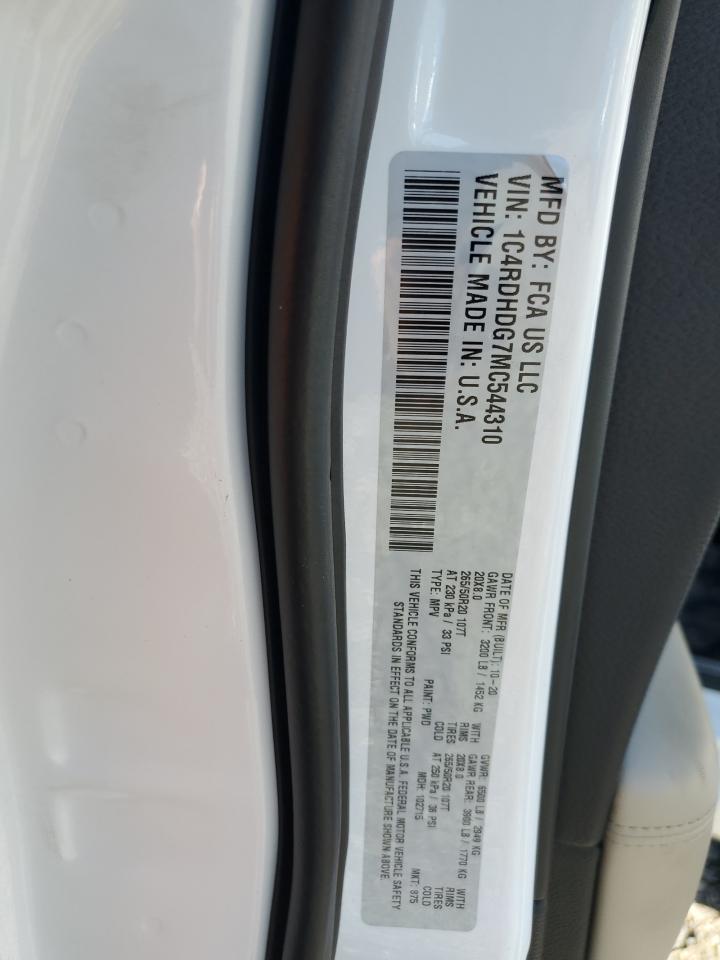 MFD BY: FCA US LLC
VIN: 1C4RDHDG7MC544310
VEHICLE MADE IN: U.S.A.
DATE OF MFR (BUILT): 10-20 GVWR: 6500 LB / 2949 KG
GAWR FRONT: 3200 LB / 1452 KG WITH GAWR REAR: 3900 LB / 1770 KG WITH
20X8.0 RIMS 20X8.0 RIMS
265/50R20 107T TIRES 265/50R20 107T TIRES
AT 230 kPa / 33 PSI COLD AT 250 kPa / 36 PSI COLD
TYPE: MPV PAINT: PWD MDH: 102715 MKT: 875
THIS VEHICLE CONFORMS TO ALL APPLICABLE U.S.A. FEDERAL MOTOR VEHICLE SAFETY
STANDARDS IN EFFECT ON THE DATE OF MANUFACTURE SHOWN ABOVE.